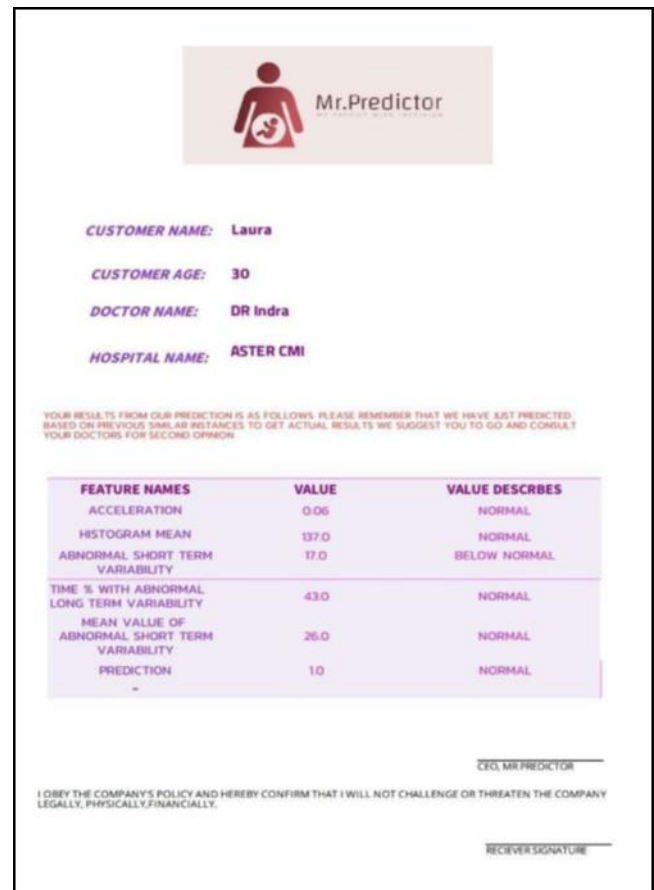 Mr.Predictor
CUSTOMER NAME: Laura
CUSTOMER AGE: 30
DOCTOR NAME: DR Indra
HOSPITAL NAME: ASTER CMI
YOUR RESULTS FROM OUR PREDICTION IS AS FOLLOWS PLEASE REMEMBER THAT WE HAVE JUST PREDICTED
BASED ON PREVIOUS SIMILAR INSTANCES TO GET ACTUAL RESULTS WE SUGGEST YOU TO GO AND CONSULT
YOUR DOCTORS FOR SECOND OPINION
FEATURE NAMES VALUE VALUE DESCRBES
ACCELERATION 0.06 NORMAL
HISTOGRAM MEAN 137.0 NORMAL
ABNORMAL SHORT TERM 17.0 BELOW NORMAL
VARIABILITY
TIME % WITH ABNORMAL
LONG TERM VARIABILITY 43.0 NORMAL
MEAN VALUE OF
ABNORMAL SHORT TERM 26.0 NORMAL
VARIABILITY
PREDICTION 1.0 NORMAL
-
CEO, MR PREDICTOR
I OBEY THE COMPANY'S POLICY AND HEREBY CONFIRM THAT I WILL NOT CHALLENGE OR THREATEN THE COMPANY
LEGALLY, PHYSICALLY,FINANCIALLY.
RECIEVER SIGNATURE